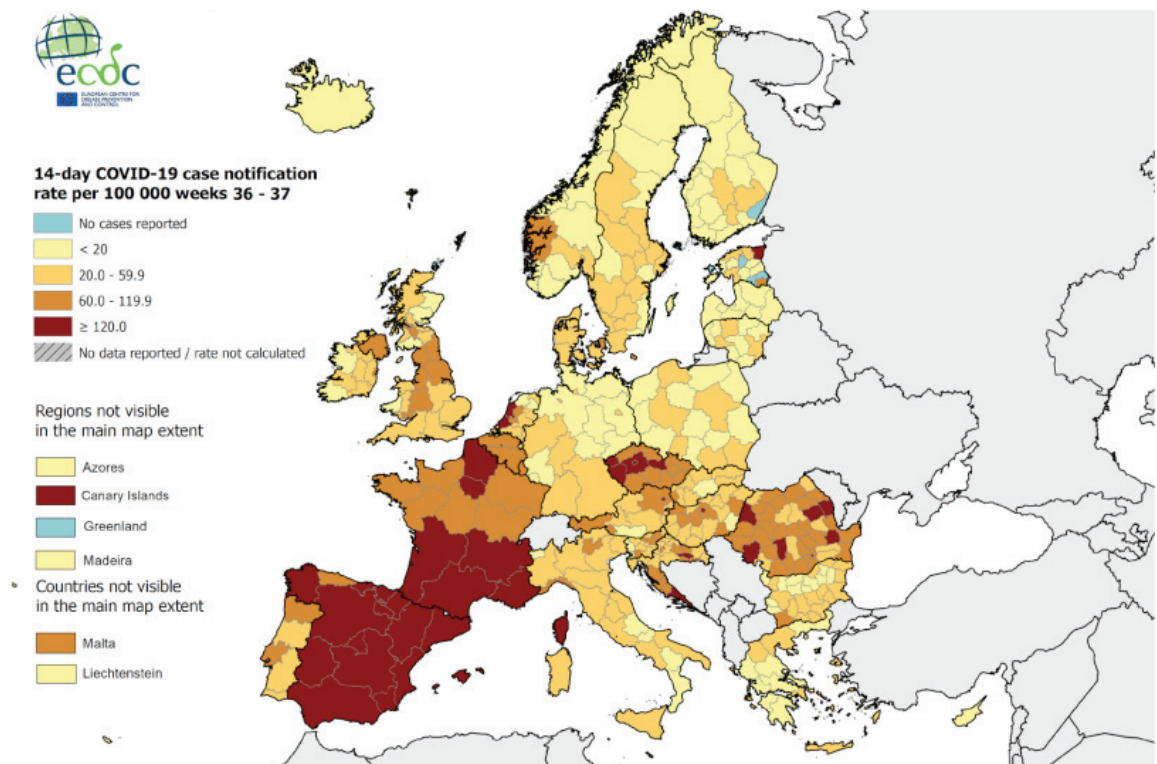 ecdc
EUROPEAN CENTRE FOR
DISEASE PREVENTION
AND CONTROL
14-day COVID-19 case notification
rate per 100 000 weeks 36 - 37
No cases reported
< 20
20.0 - 59.9
60.0 - 119.9
≥ 120.0
No data reported / rate not calculated
Regions not visible
in the main map extent
Azores
Canary Islands
Greenland
Madeira
Countries not visible
in the main map extent
Malta
Liechtenstein